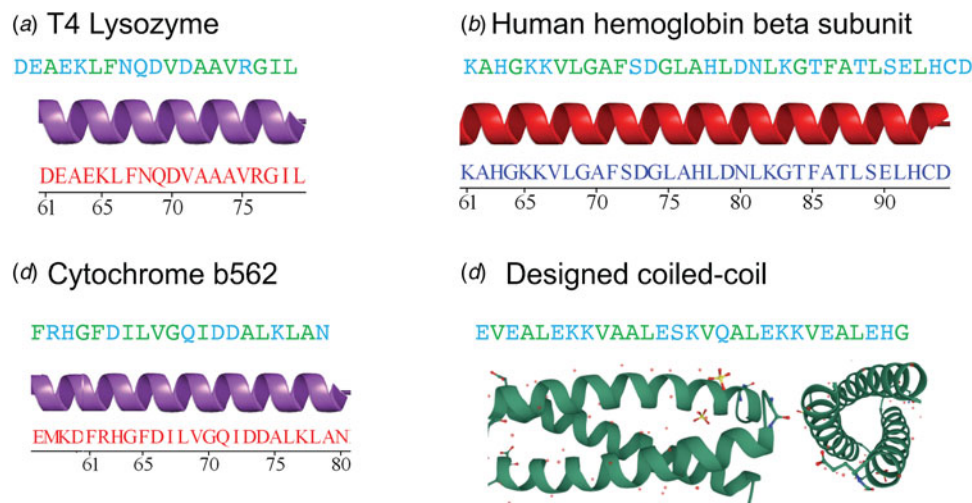 (a) T4 Lysozyme
DEAEKLFNQDVDAAVRGIL
DEAEKLFNQDVAAAVRGIL
61 65 70 75
(b) Human hemoglobin beta subunit
KAHGKKVLGAFSDGLAHLDNLKGTFATLSELHCD
KAHGKKVLGAFSDGLAHLDNLKGTFATLSELHCD
61 65 70 75 80 85 90
(d) Cytochrome b562
FRHGFDILVGQIDDALKLAN
EMKDFRHGFDILVGQIDDALKLAN
61 65 70 75 80
(d) Designed coiled-coil
EVEALEKKVAALESKVQALEKKVEALEHG